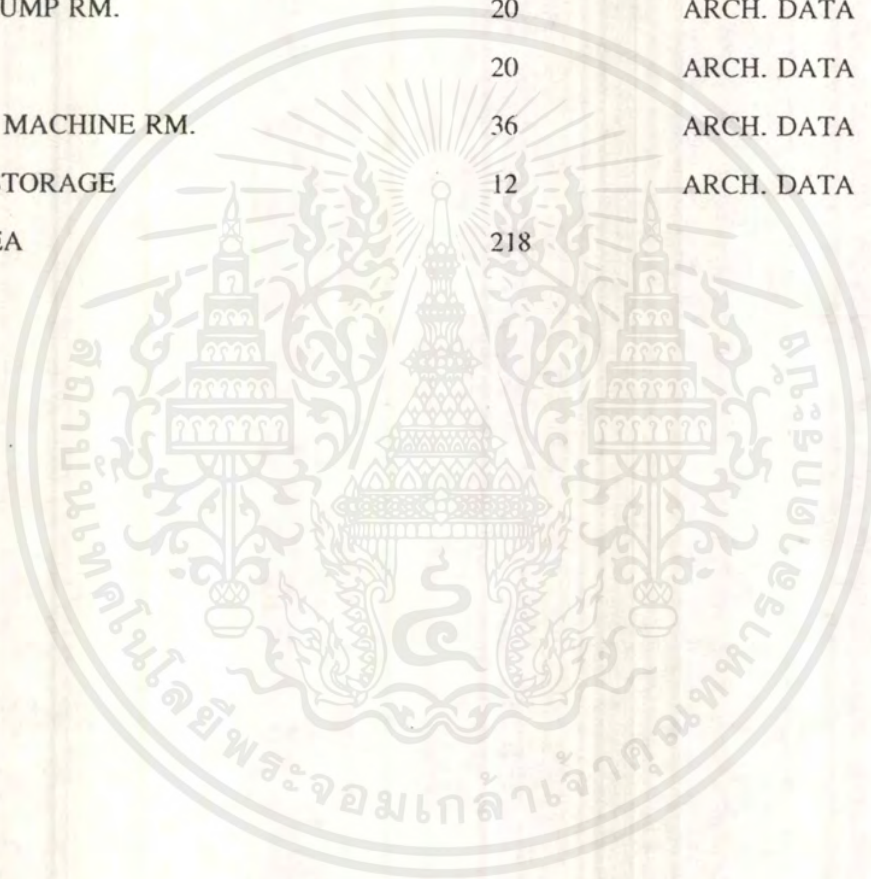 UMP RM. 20 ARCH. DATA
20 ARCH. DATA
MACHINE RM. 36 ARCH. DATA
STORAGE 12 ARCH. DATA
EA 218
สถาบันเทคโนโลยีพระจอมเกล้าเจ้าคุณทหารลาดกระบัง